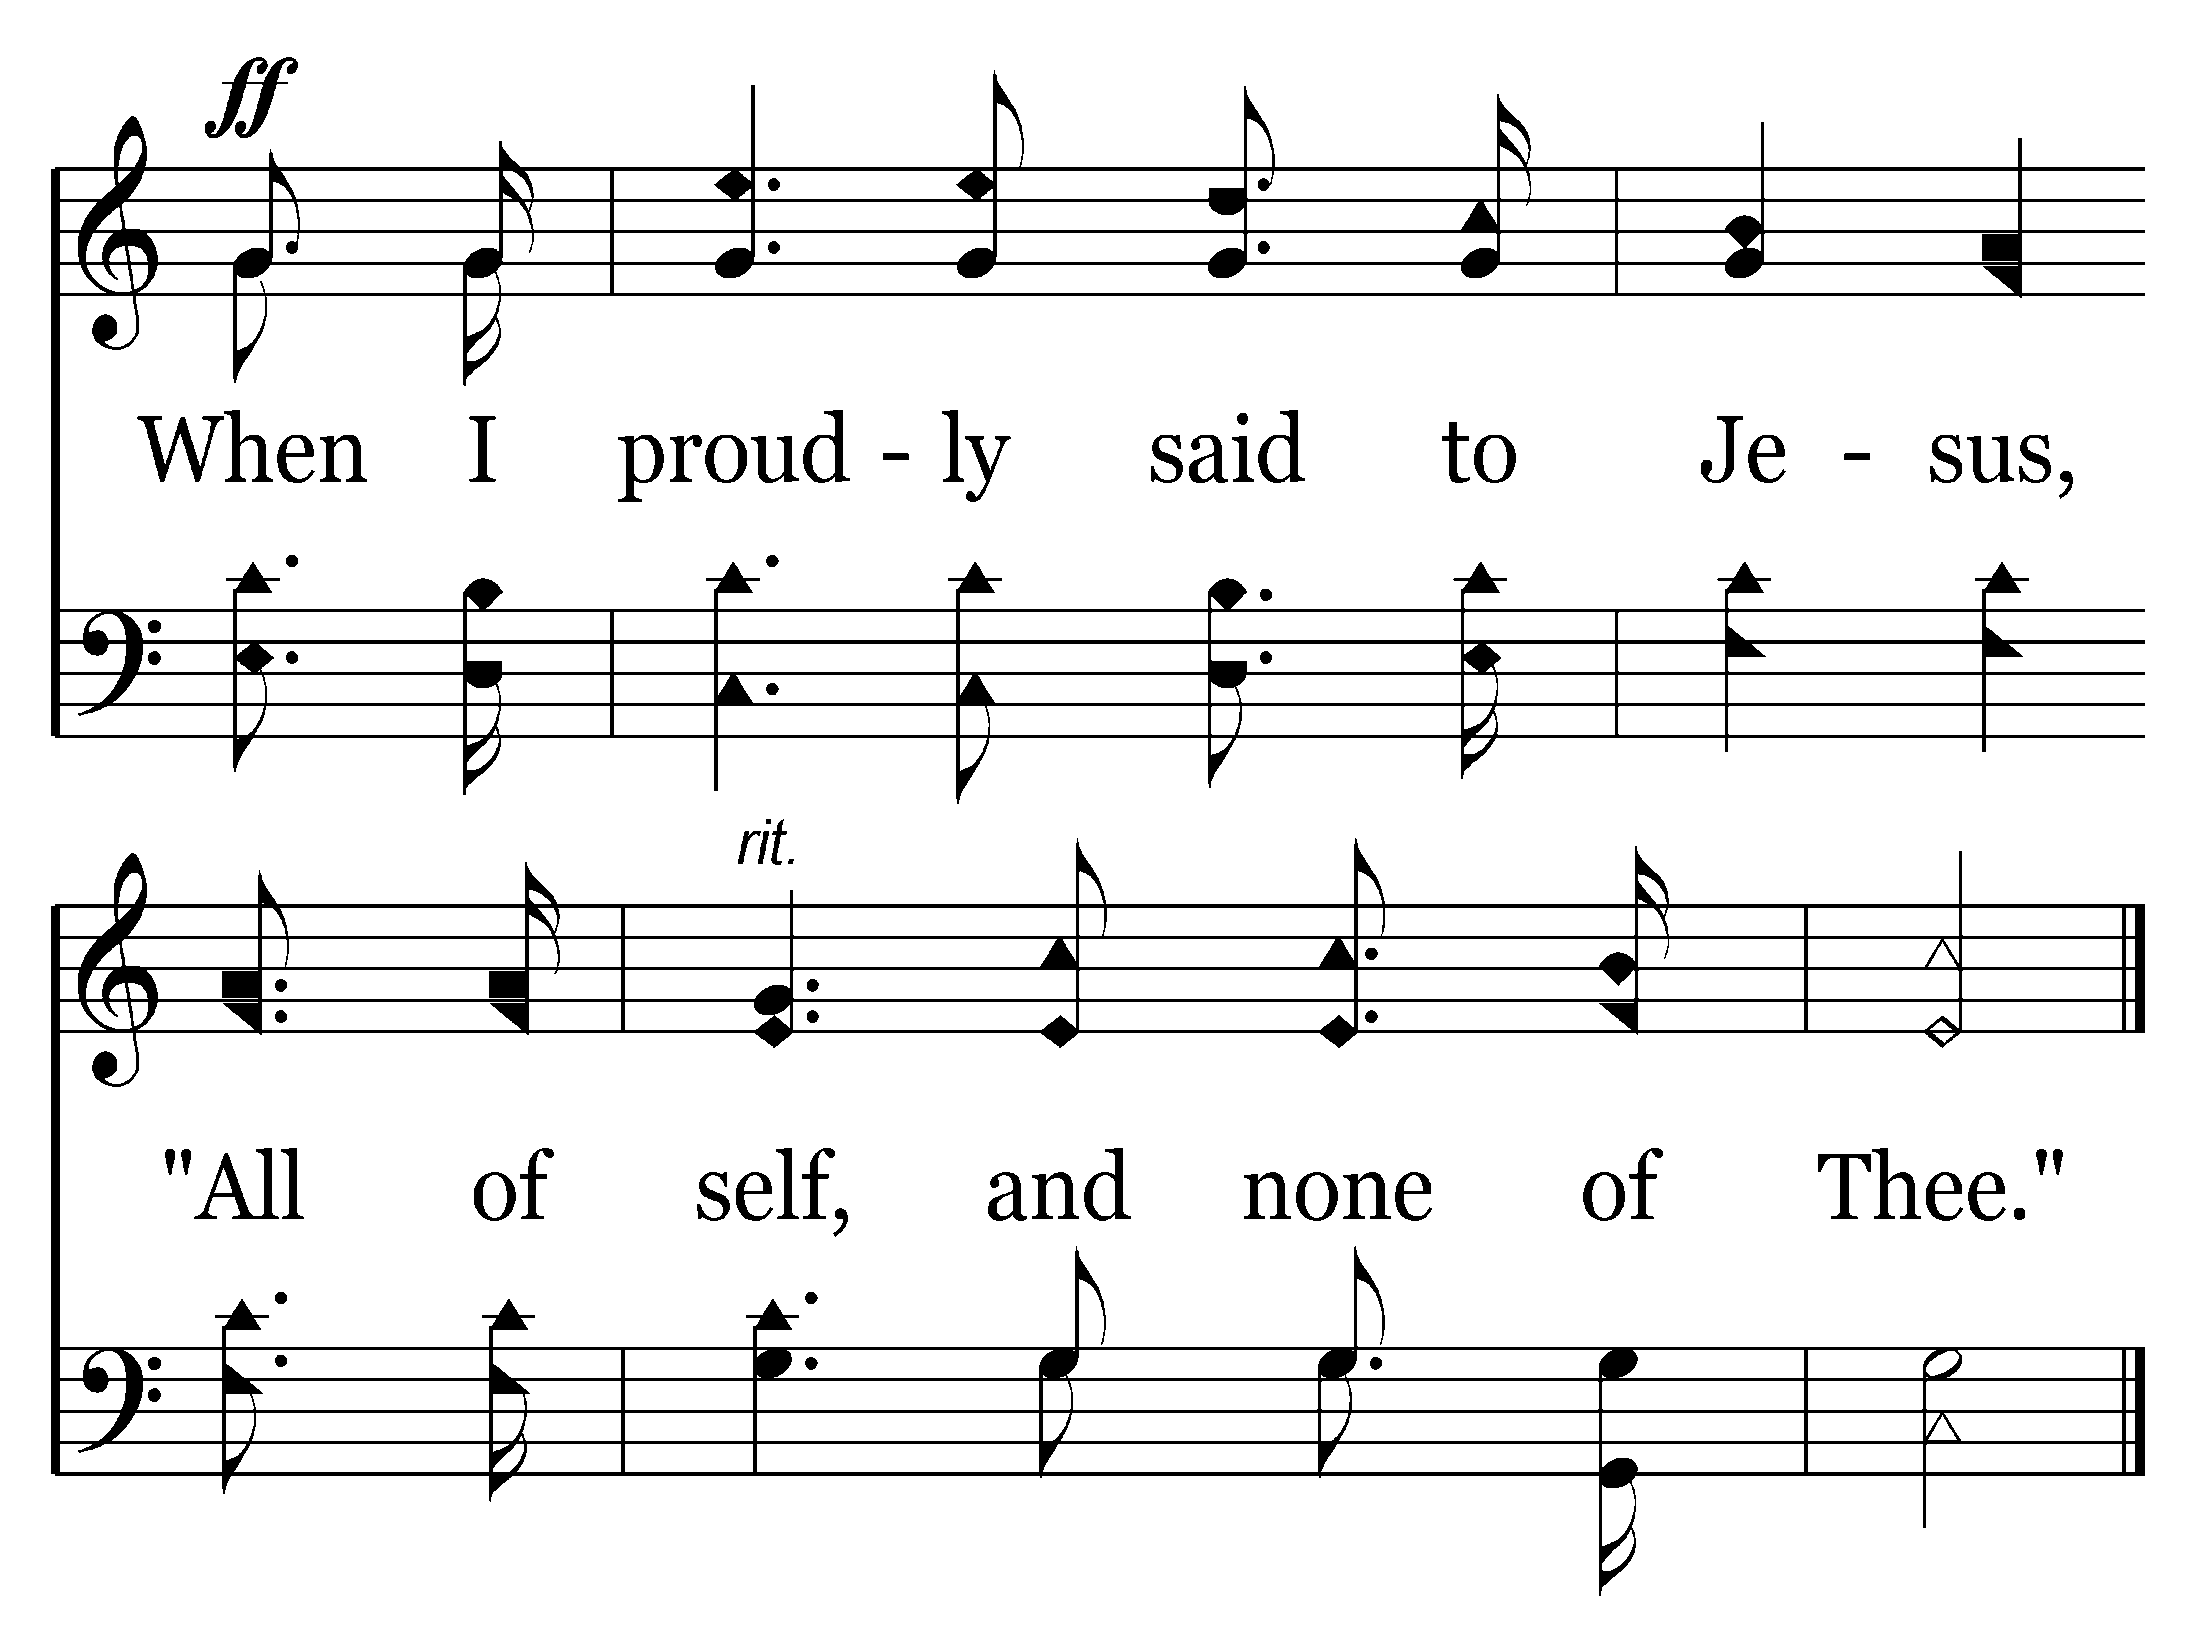 ff
When I proud - ly said to Je - sus,
rit.
"All of self, and none of Thee."